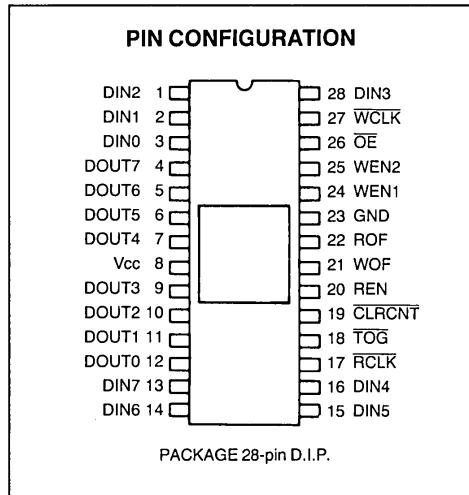 PIN CONFIGURATION
DIN2 1 28 DIN3
DIN1 2 27 WCLK
DIN0 3 26 OE
DOUT7 4 25 WEN2
DOUT6 5 24 WEN1
DOUT5 6 23 GND
DOUT4 7 22 ROF
Vcc 8 21 WOF
DOUT3 9 20 REN
DOUT2 10 19 CLRCNT
DOUT1 11 18 TOG
DOUT0 12 17 RCLK
DIN7 13 16 DIN4
DIN6 14 15 DIN5
PACKAGE 28-pin D.I.P.